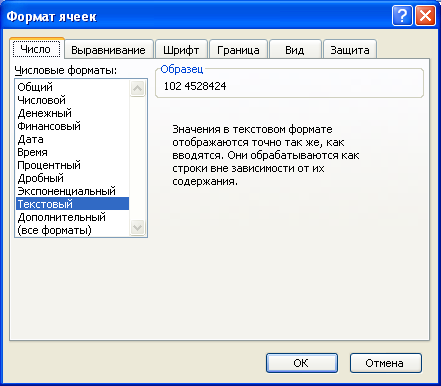 Формат ячеек
Число Выравнивание Шрифт Граница Вид Защита
Числовые форматы:
Образец
102 4528424
Общий
Числовой
Денежный
Финансовый
Дата
Время
Процентный
Дробный
Экспоненциальный
Текстовый
Дополнительный
(все форматы)
Значения в текстовом формате
отображаются точно так же, как
вводятся. Они обрабатываются как
строки вне зависимости от их
содержания.
ОК Отмена